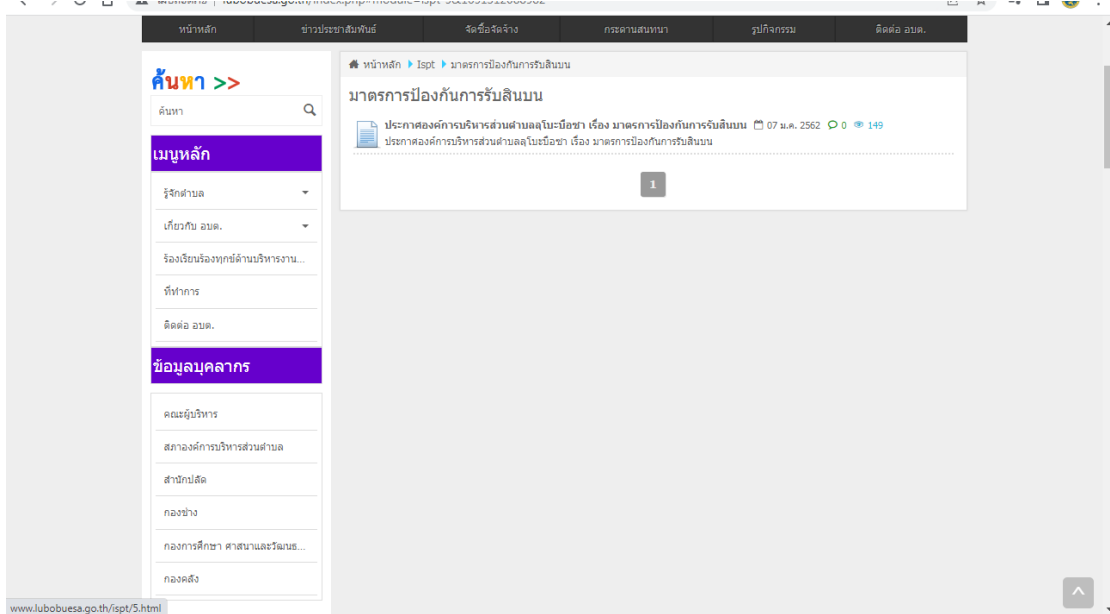 หน้าหลัก ข่าวประชาสัมพันธ์ จัดซื้อจัดจ้าง กระดานสนทนา รูปกิจกรรม ติดต่อ อบต.
ค้นหา >>
ค้นหา
เมนูหลัก
รู้จักตำบล
เกี่ยวกับ อบต.
ร้องเรียนร้องทุกข์ด้านบริหารงาน...
ที่ทำการ
ติดต่อ อบต.
ข้อมูลบุคลากร
คณะผู้บริหาร
สภาองค์การบริหารส่วนตำบล
สำนักปลัด
กองช่าง
กองการศึกษา ศาสนาและวัฒนธ...
กองคลัง
หน้าหลัก Ispt มาตรการป้องกันการรับสินบน
มาตรการป้องกันการรับสินบน
ประกาศองค์การบริหารส่วนตำบลลุโบะบือซา เรื่อง มาตรการป้องกันการรับสินบน 07 ม.ค. 2562 0 149
ประกาศองค์การบริหารส่วนตำบลลุโบะบือซา เรื่อง มาตรการป้องกันการรับสินบน
1
www.lubobuesa.go.th/ispt/5.html